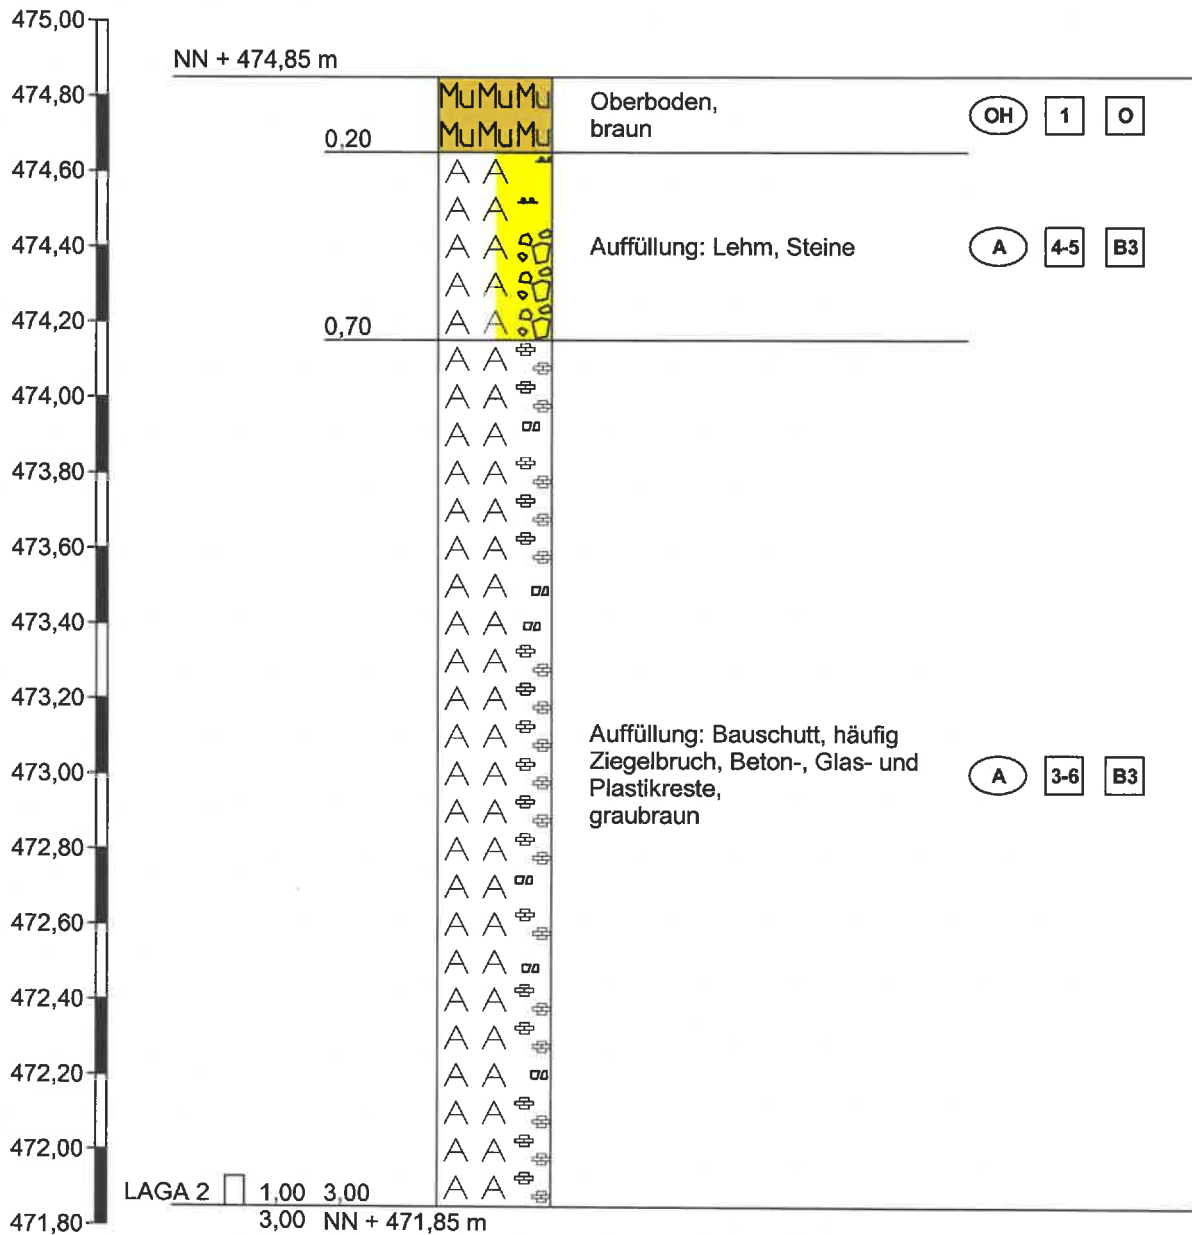 475,00
NN + 474,85 m
474,80
MuMuMu
Oberboden,
braun
OH 1 O
MuMuMu
0,20
474,60
A A
A A
474,40
A A
Auffüllung: Lehm, Steine
A 4-5 B3
A A
474,20
A A
0,70
A A
474,00
A A
A A
473,80
A A
A A
473,60
A A
A A
473,40
A A
A A
473,20
A A
A A
Auffüllung: Bauschutt, häufig
Ziegelbruch, Beton-, Glas- und
Plastikreste,
graubraun
A 3-6 B3
473,00
A A
A A
472,80
A A
A A
472,60
A A
A A
472,40
A A
A A
472,20
A A
A A
472,00
A A
A A
LAGA 2 1,00 3,00
471,80
3,00 NN + 471,85 m